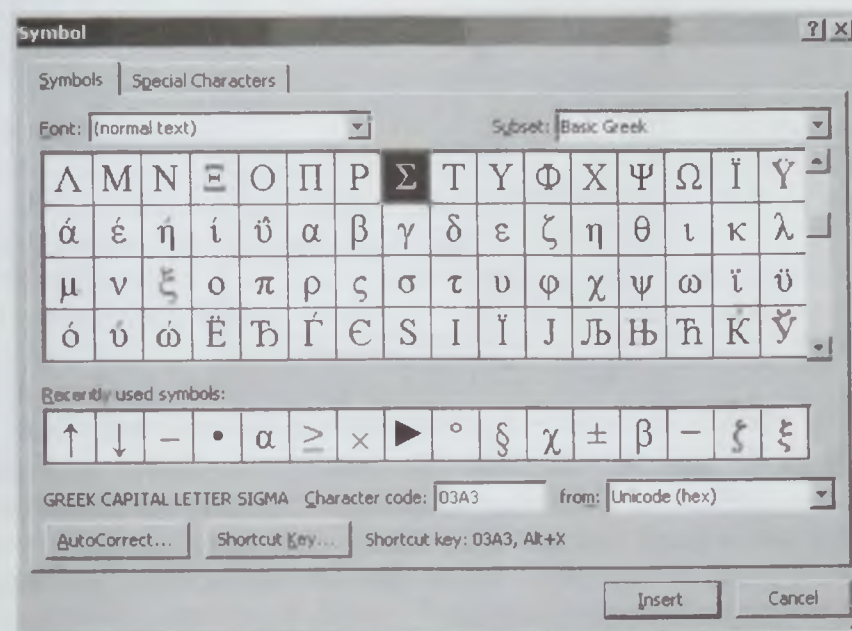 Symbol
Symbols Special Characters
Font: (normal text) Subset: Basic Greek
Λ Μ Ν Ξ Ο Π Ρ Σ Τ Υ Φ Χ Ψ Ω Ϊ Ϋ
ά έ ή ί ΰ α β γ δ ε ζ η θ ι κ λ
μ ν ξ ο π ρ ς σ τ υ φ χ ψ ω ϊ ϋ
ό ύ ώ Ё Ђ Ѓ Є Ѕ І Ї Ј Љ Њ Ћ Ќ Ў
Recently used symbols:
↑ ↓ − • α ≥ × ► ° § χ ± β − ζ ξ
GREEK CAPITAL LETTER SIGMA Character code: 03A3 from: Unicode (hex)
AutoCorrect... Shortcut Key... Shortcut key: 03A3, Alt+X
Insert Cancel